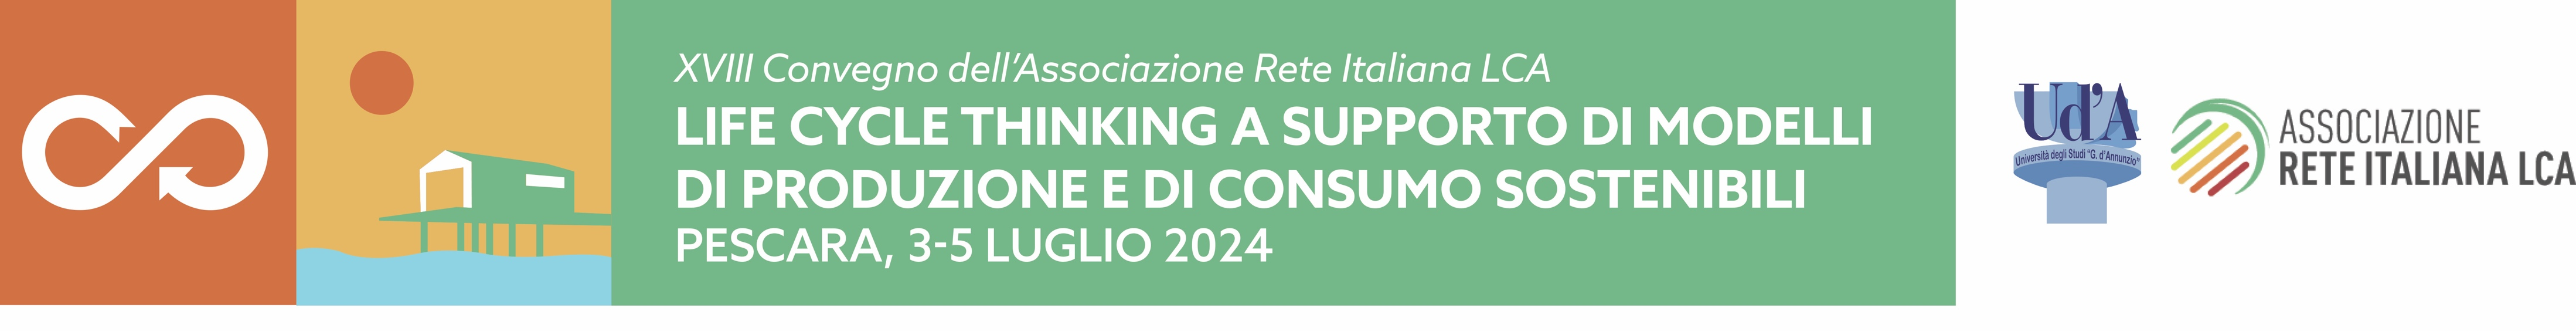 XVIII Convegno dell'Associazione Rete Italiana LCA
LIFE CYCLE THINKING A SUPPORTO DI MODELLI
DI PRODUZIONE E DI CONSUMO SOSTENIBILI
PESCARA, 3-5 LUGLIO 2024
Ud'A
Università degli Studi "G. d'Annunzio"
ASSOCIAZIONE
RETE ITALIANA LCA